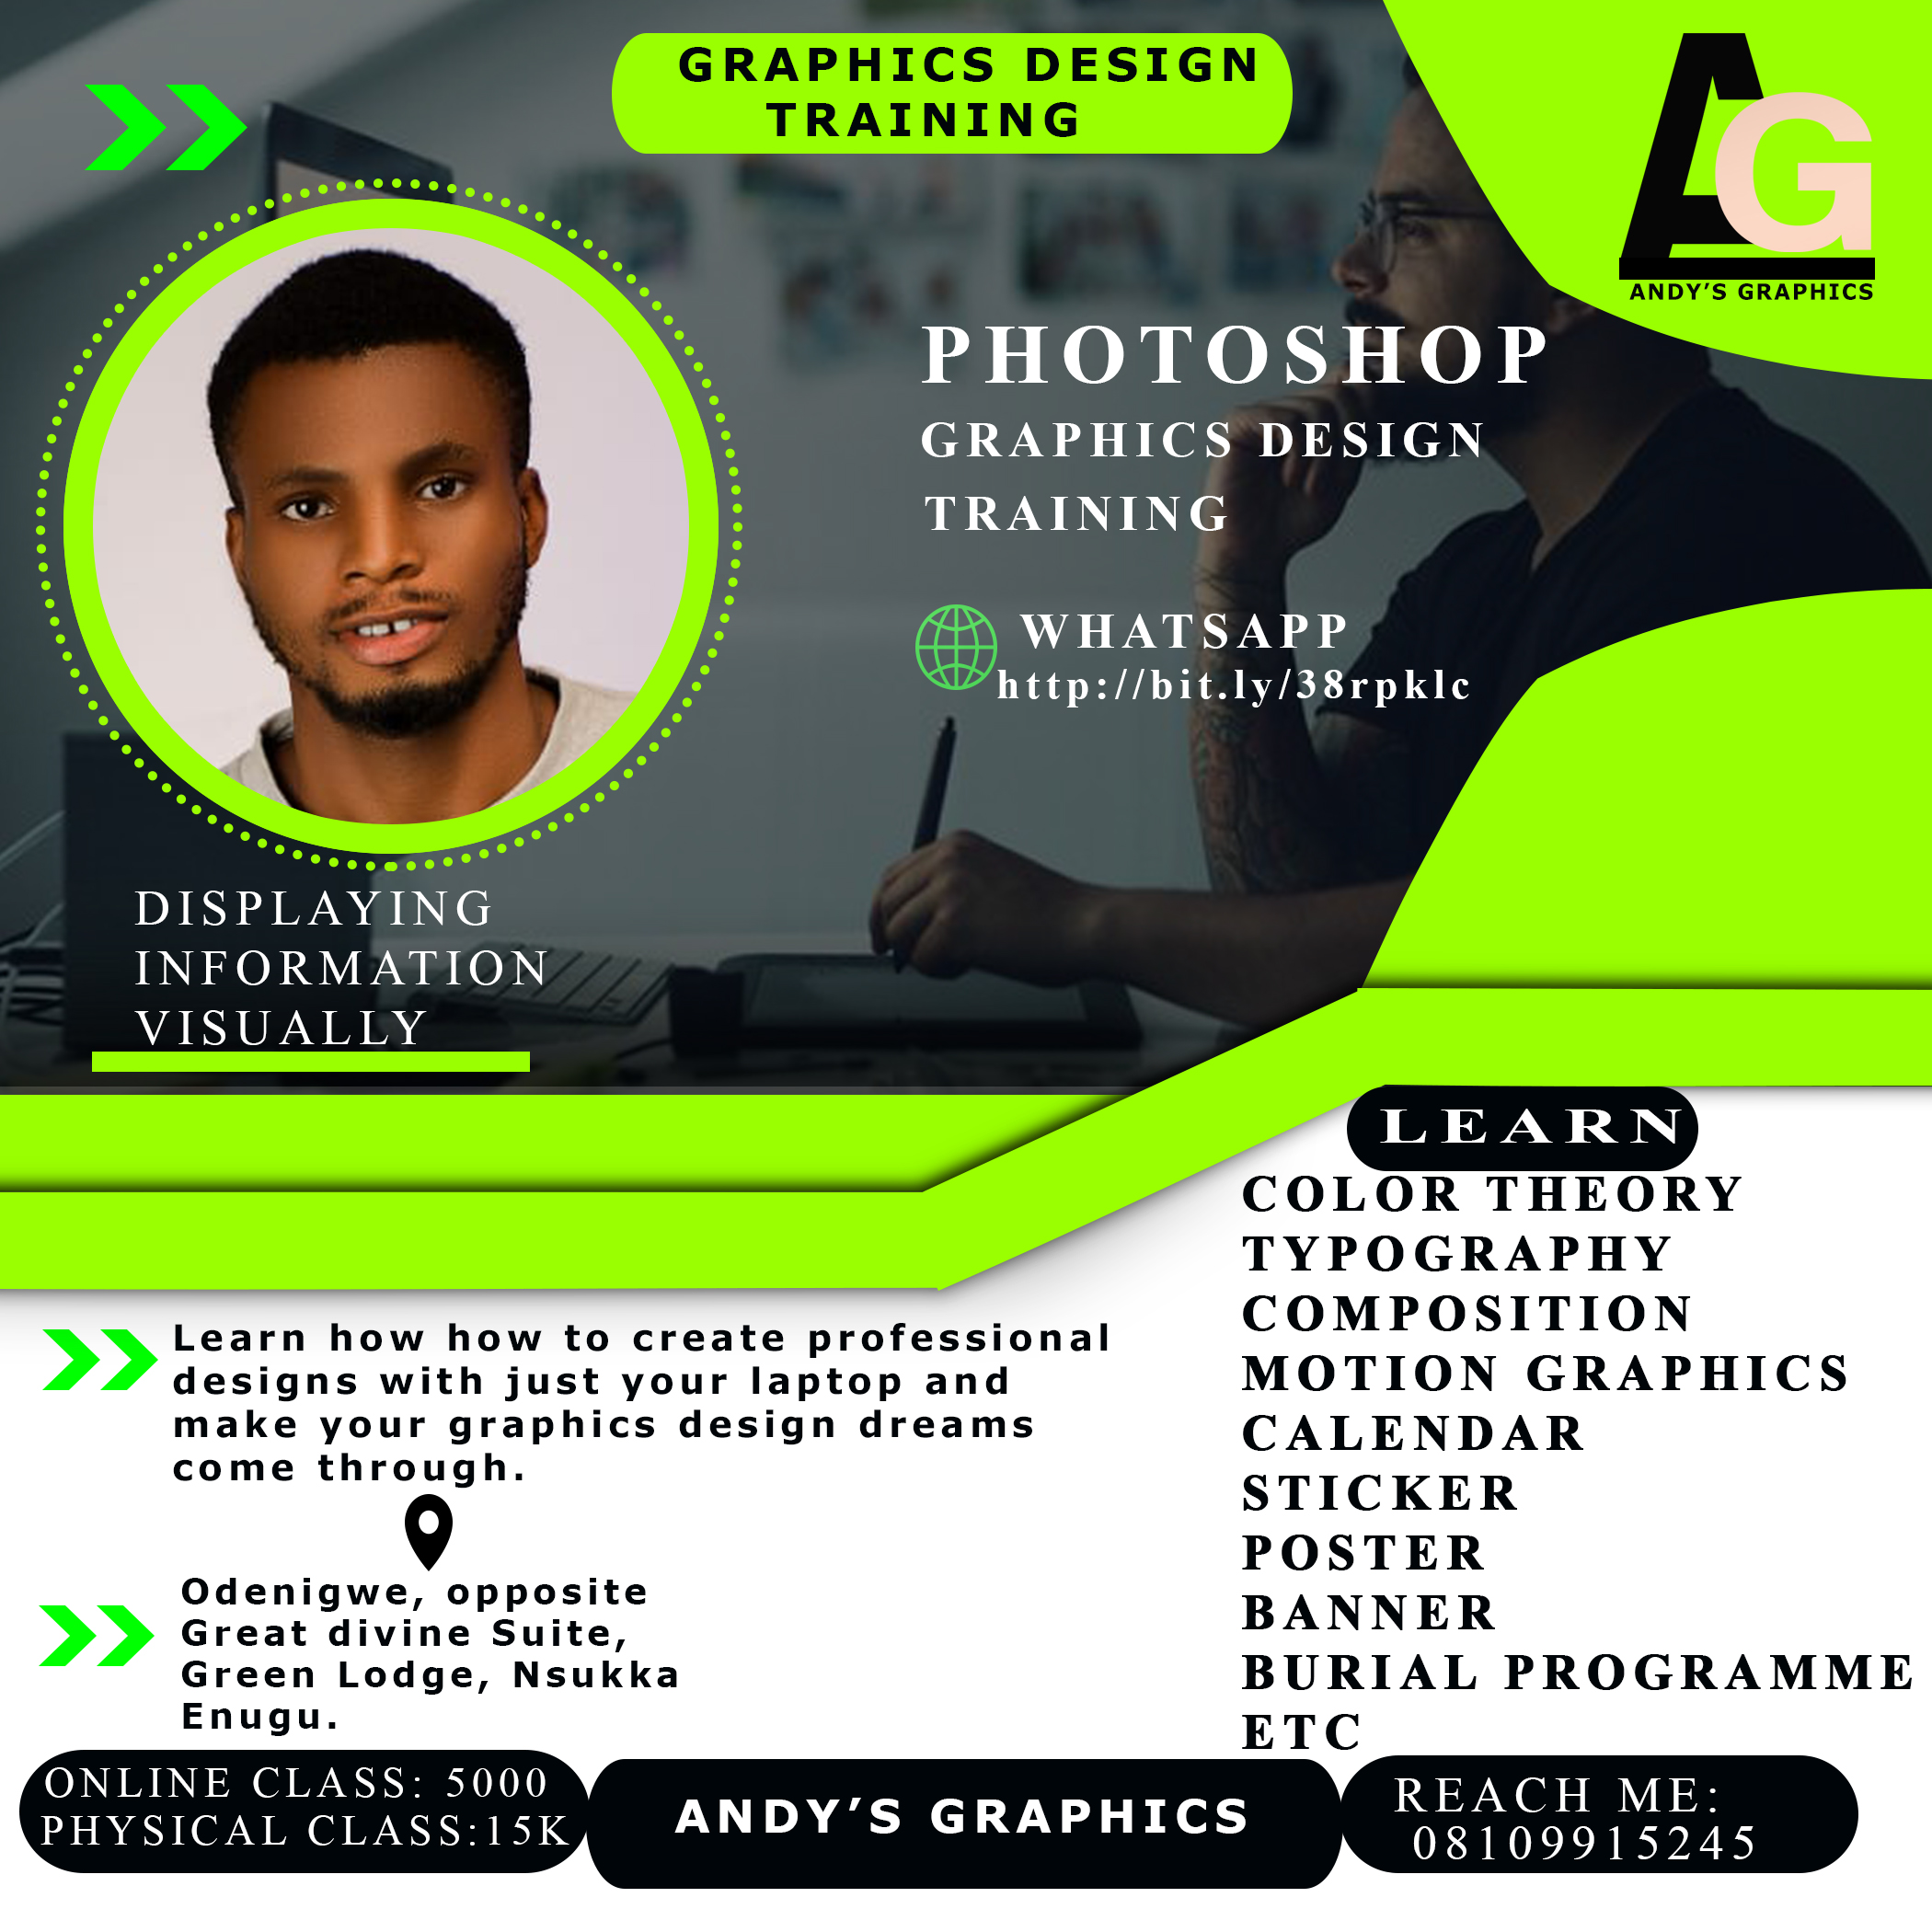 GRAPHICS DESIGN
TRAINING
AG
ANDY'S GRAPHICS
PHOTOSHOP
GRAPHICS DESIGN
TRAINING
WHATSAPP
http://bit.ly/38rpklc
DISPLAYING
INFORMATION
VISUALLY
LEARN
COLOR THEORY
TYPOGRAPHY
COMPOSITION
MOTION GRAPHICS
CALENDAR
STICKER
POSTER
BANNER
BURIAL PROGRAMME
ETC
Learn how how to create professional
designs with just your laptop and
make your graphics design dreams
come through.
Odenigwe, opposite
Great divine Suite,
Green Lodge, Nsukka
Enugu.
ONLINE CLASS: 5000
PHYSICAL CLASS:15K
ANDY'S GRAPHICS
REACH ME:
08109915245